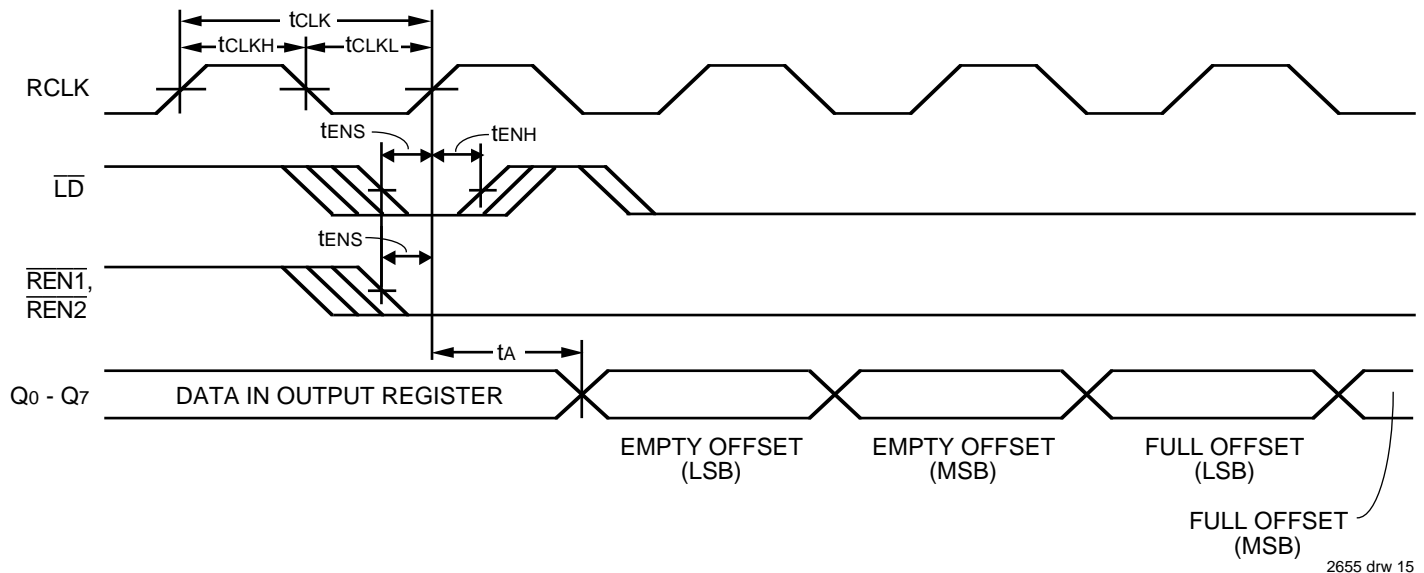 tCLK
tCLKH
tCLKL
RCLK
tENS
tENH
LD
tENS
REN1,
REN2
tA
Q0 - Q7
DATA IN OUTPUT REGISTER
EMPTY OFFSET
(LSB)
EMPTY OFFSET
(MSB)
FULL OFFSET
(LSB)
FULL OFFSET
(MSB)
2655 drw 15